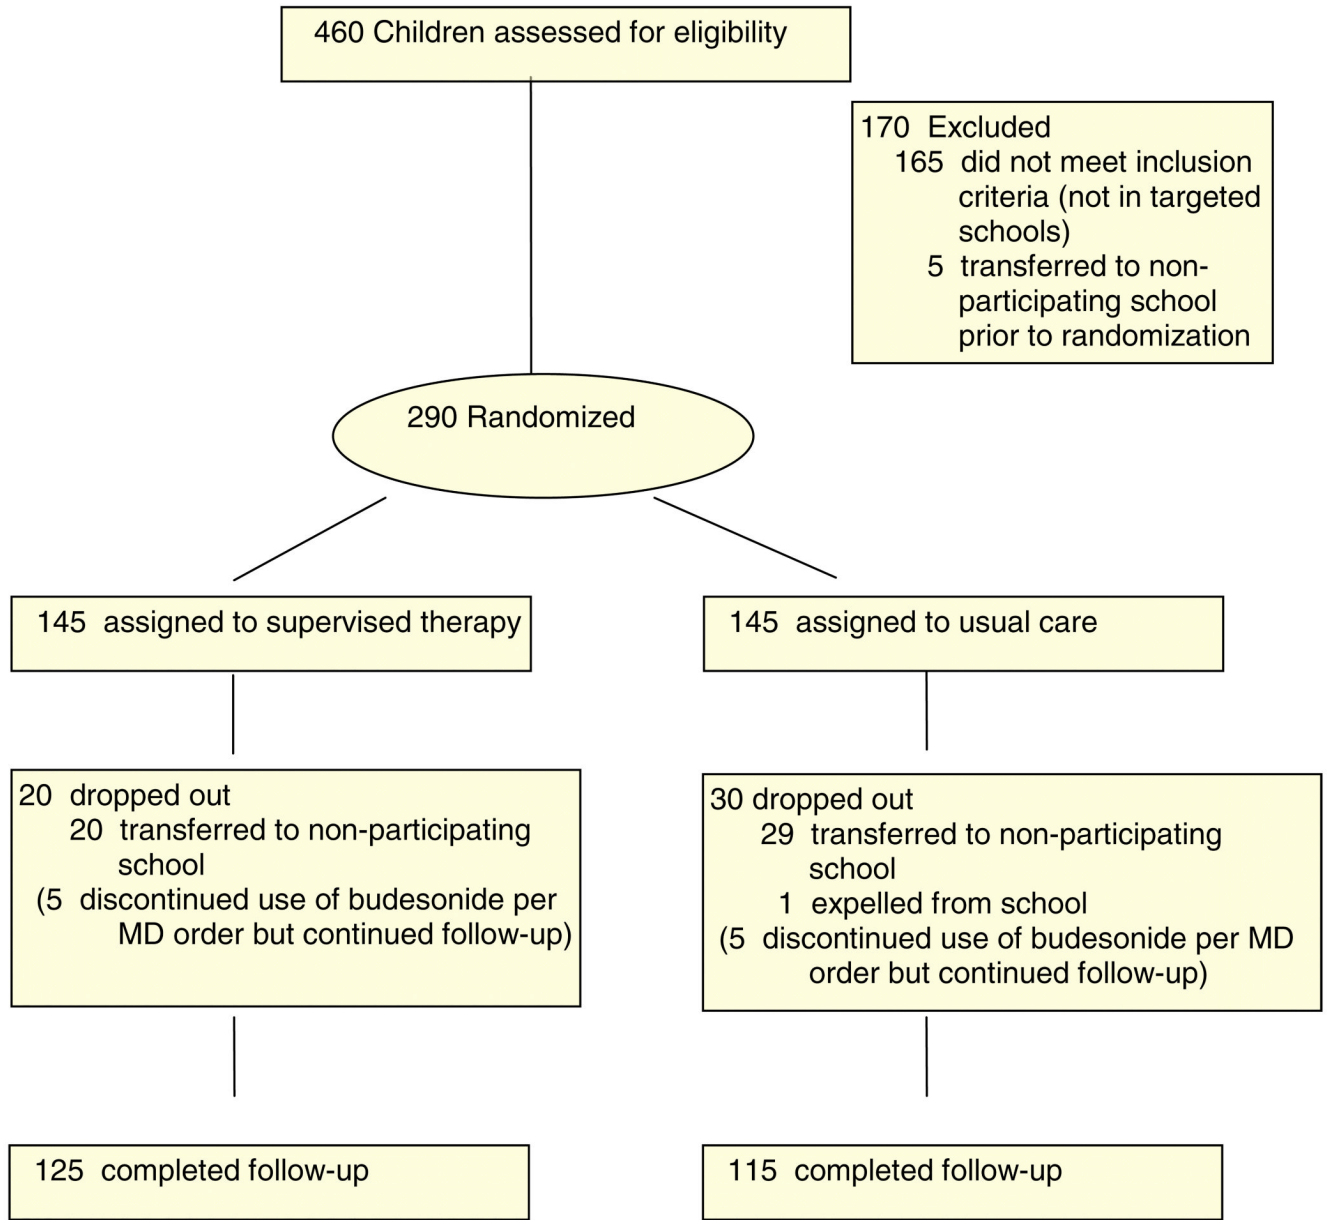 460 Children assessed for eligibility
170 Excluded
165 did not meet inclusion
criteria (not in targeted
schools)
5 transferred to non-
participating school
prior to randomization
290 Randomized
145 assigned to supervised therapy
145 assigned to usual care
20 dropped out
20 transferred to non-participating
school
(5 discontinued use of budesonide per
MD order but continued follow-up)
30 dropped out
29 transferred to non-participating
school
1 expelled from school
(5 discontinued use of budesonide per MD
order but continued follow-up)
125 completed follow-up
115 completed follow-up